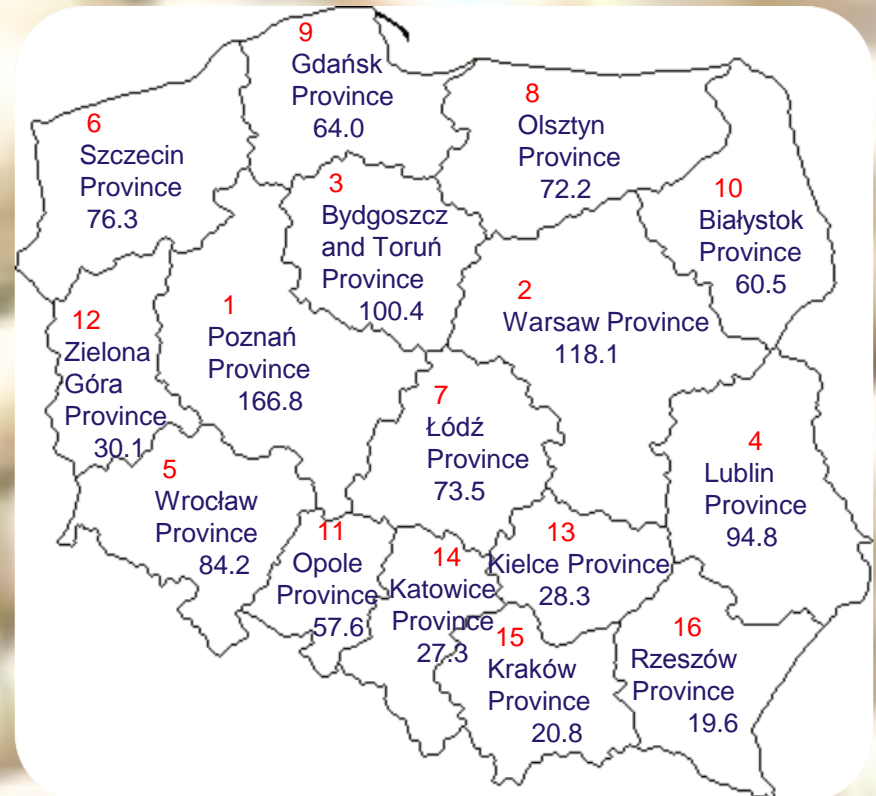 9
Gdańsk
Province
64.0
8
Olsztyn
Province
72.2
6
Szczecin
Province
76.3
3
Bydgoszcz
and Toruń
Province
100.4
10
Białystok
Province
60.5
2
Warsaw Province
118.1
1
Poznań
Province
166.8
12
Zielona
Góra
Province
30.1
7
Łódź
Province
73.5
4
Lublin
Province
94.8
5
Wrocław
Province
84.2
11
Opole
Province
57.6
14
Katowice
Province
27.3
13
Kielce Province
28.3
15
Kraków
Province
20.8
16
Rzeszów
Province
19.6